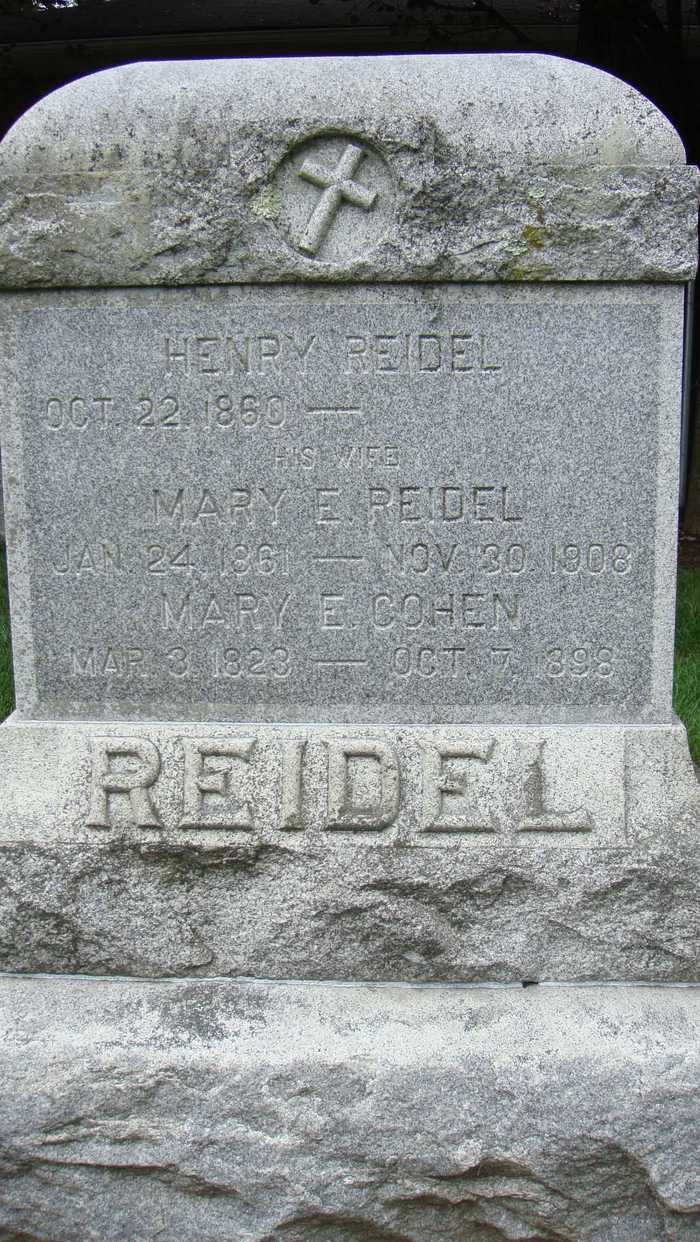 HENRY REIDEL
OCT. 22. 1860 —
HIS WIFE
MARY E. REIDEL
JAN. 24. 1861 — NOV. 30. 1908
MARY E. COHEN
MAR. 3. 1823 — OCT. 7. 1898
REIDEL